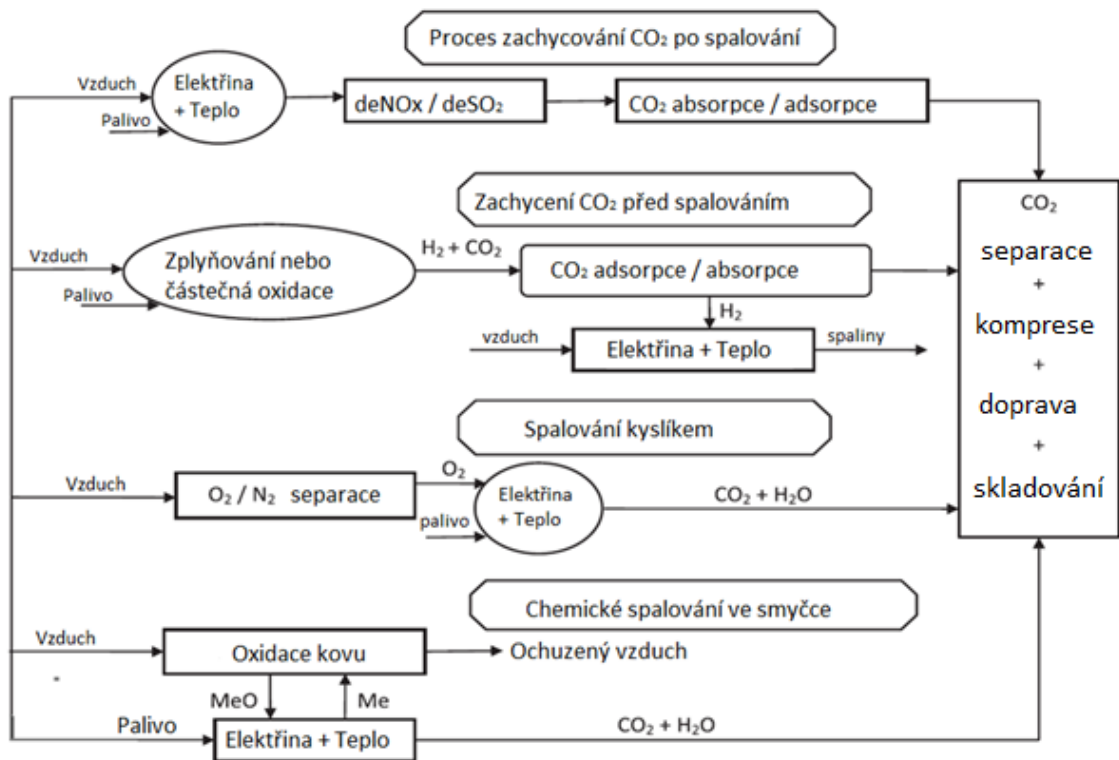 Proces zachycování CO₂ po spalování
Vzduch
Palivo
Elektřina
+ Teplo
deNOx / deSO₂
CO₂ absorpce / adsorpce
Zachycení CO₂ před spalováním
Vzduch
Palivo
Zplyňování nebo
částečná oxidace
H₂ + CO₂
CO₂ adsorpce / absorpce
H₂
vzduch
Elektřina + Teplo
spaliny
Spalování kyslíkem
Vzduch
O₂ / N₂ separace
O₂
palivo
Elektřina
+ Teplo
CO₂ + H₂O
Chemické spalování ve smyčce
Vzduch
Oxidace kovu
Ochuzený vzduch
MeO
Me
Palivo
Elektřina + Teplo
CO₂ + H₂O
CO₂
separace
+
komprese
+
doprava
+
skladování